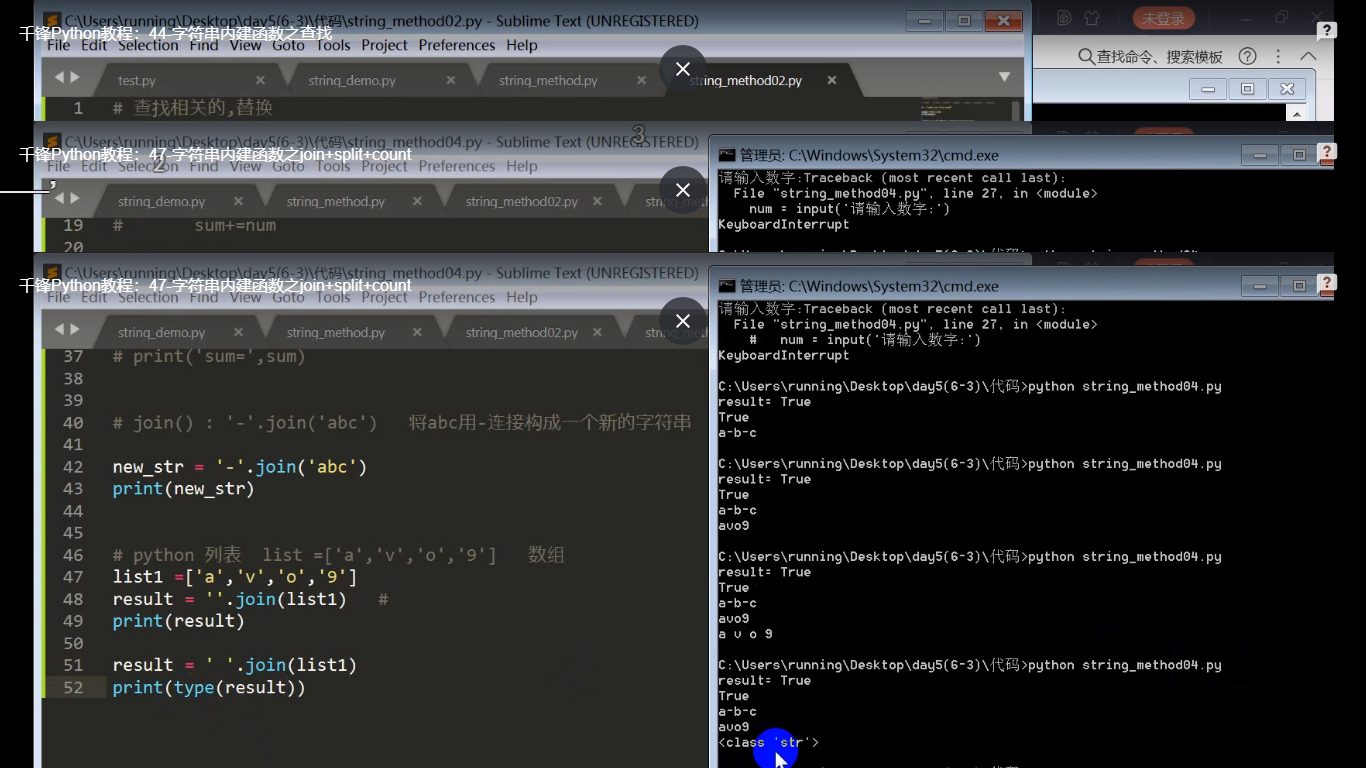 C:\Users\running\Desktop\day5(6-3)\代码\string_method02.py - Sublime Text (UNREGISTERED)
未登录
千锋Python教程：44-字符串内建函数之查找
File Edit Selection Find View Goto Tools Project Preferences Help
查找命令、搜索模板
test.py
string_demo.py
string_method.py
string_method02.py
1 # 查找相关的,替换
3
C:\Users\running\Desktop\day5(6-3)\代码\string_method04.py - Sublime Text (UNREGISTERED)
千锋Python教程：47-字符串内建函数之join+split+count
File Edit Selection Find View Goto Tools Project Preferences Help
2
string_demo.py
string_method.py
string_method02.py
19 # sum+=num
20
管理员: C:\Windows\System32\cmd.exe
请输入数字:Traceback (most recent call last):
File "string_method04.py", line 27, in <module>
num = input('请输入数字:')
KeyboardInterrupt
C:\Users\running\Desktop\day5(6-3)\代码\string_method04.py - Sublime Text (UNREGISTERED)
千锋Python教程：47-字符串内建函数之join+split+count
File Edit Selection Find View Goto Tools Project Preferences Help
string_demo.py
string_method.py
string_method02.py
37 # print('sum=',sum)
38
39
40 # join() : '-'.join('abc') 将abc用-连接构成一个新的字符串
41
42 new_str = '-'.join('abc')
43 print(new_str)
44
45
46 # python 列表 list =['a','v','o','9'] 数组
47 list1 =['a','v','o','9']
48 result = ''.join(list1) #
49 print(result)
50
51 result = ' '.join(list1)
52 print(type(result))
管理员: C:\Windows\System32\cmd.exe
请输入数字:Traceback (most recent call last):
File "string_method04.py", line 27, in <module>
# num = input('请输入数字:')
KeyboardInterrupt
C:\Users\running\Desktop\day5(6-3)\代码>python string_method04.py
result= True
True
a-b-c
C:\Users\running\Desktop\day5(6-3)\代码>python string_method04.py
result= True
True
a-b-c
avo9
C:\Users\running\Desktop\day5(6-3)\代码>python string_method04.py
result= True
True
a-b-c
avo9
a v o 9
C:\Users\running\Desktop\day5(6-3)\代码>python string_method04.py
result= True
True
a-b-c
avo9
<class 'str'>